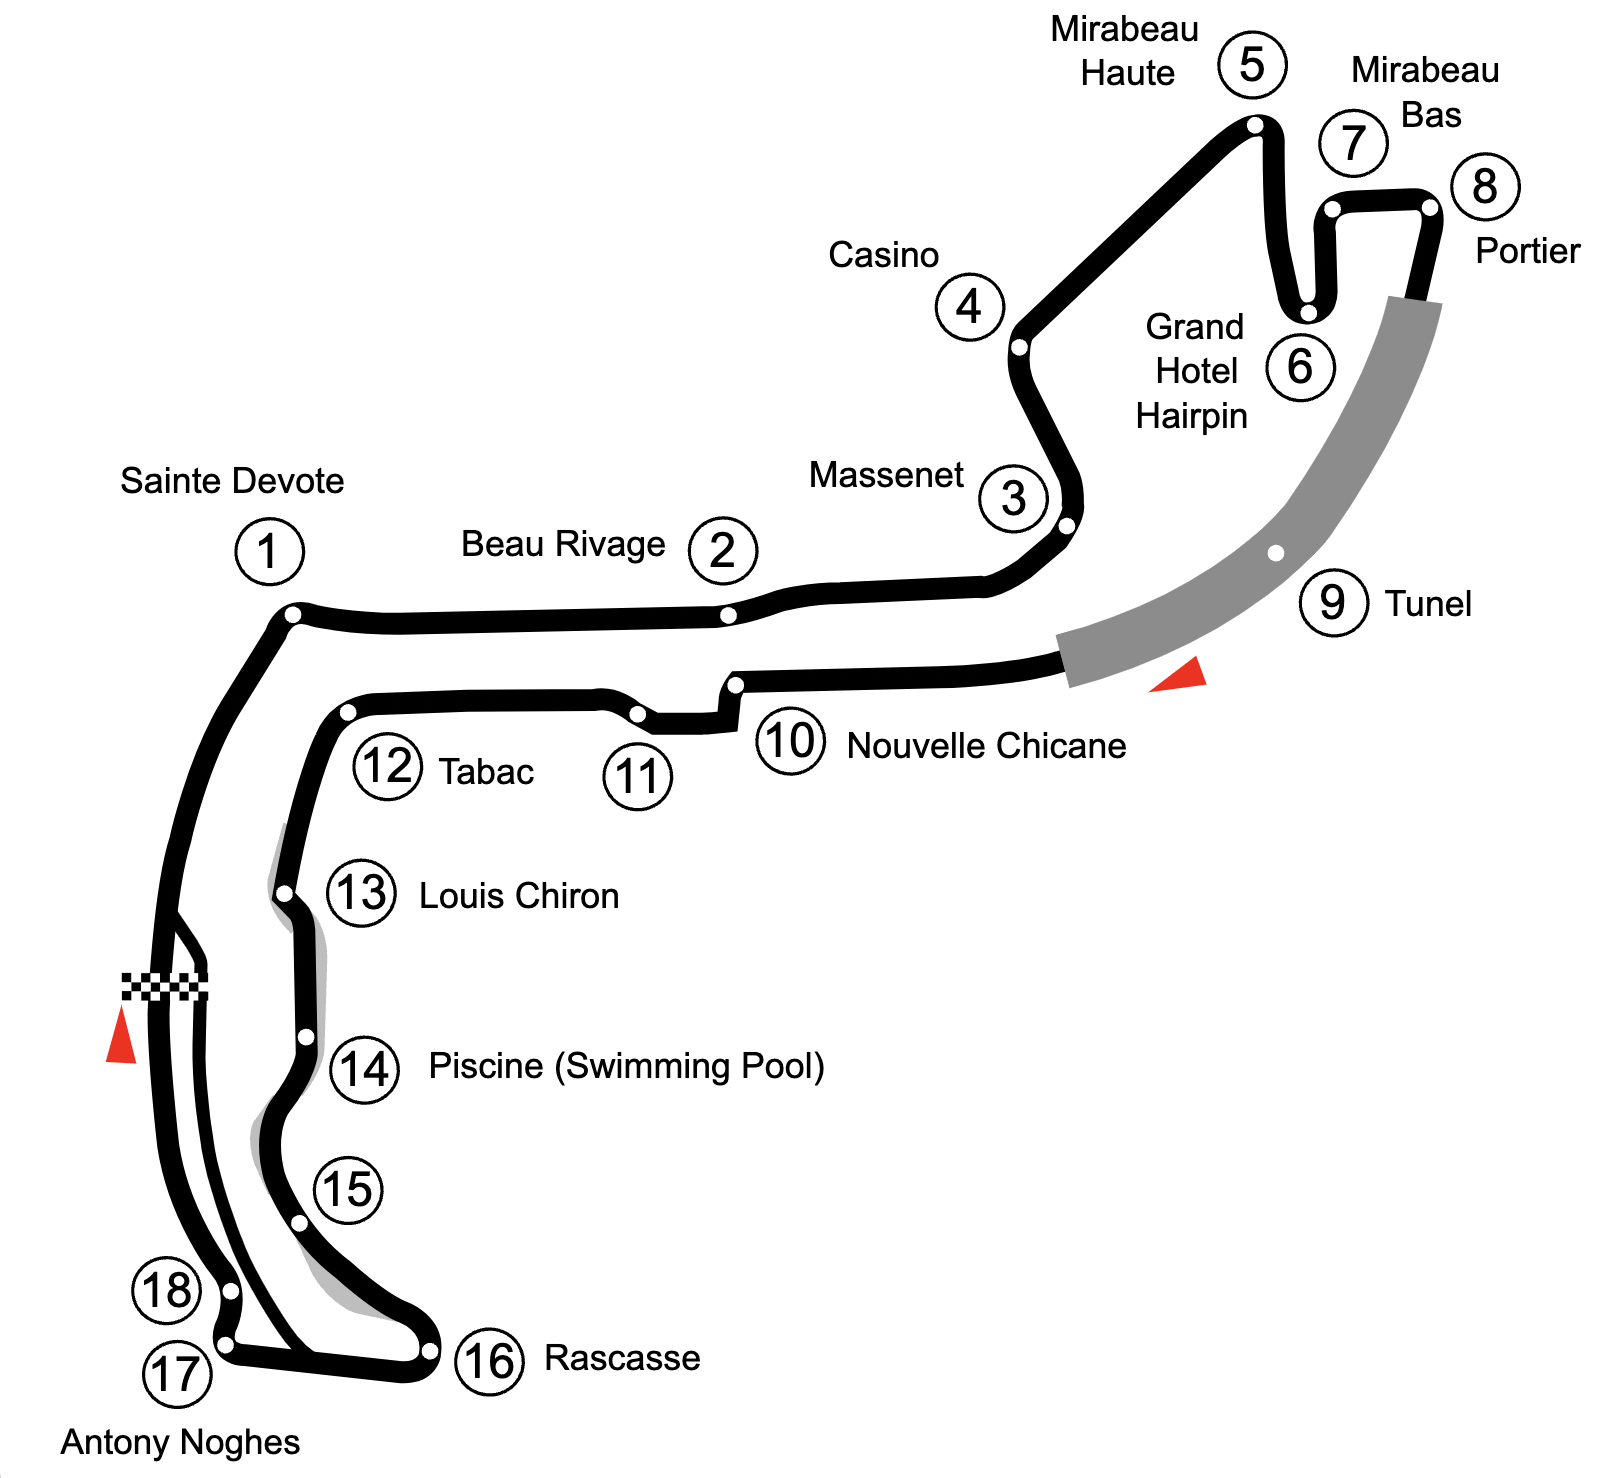 Mirabeau
Haute
5
Mirabeau
Bas
7
8
Portier
Casino
4
Grand
Hotel
Hairpin
6
Massenet
3
Sainte Devote
1
Beau Rivage
2
9
Tunel
10
Nouvelle Chicane
11
12
Tabac
13
Louis Chiron
14
Piscine (Swimming Pool)
15
16
Rascasse
18
17
Antony Noghes